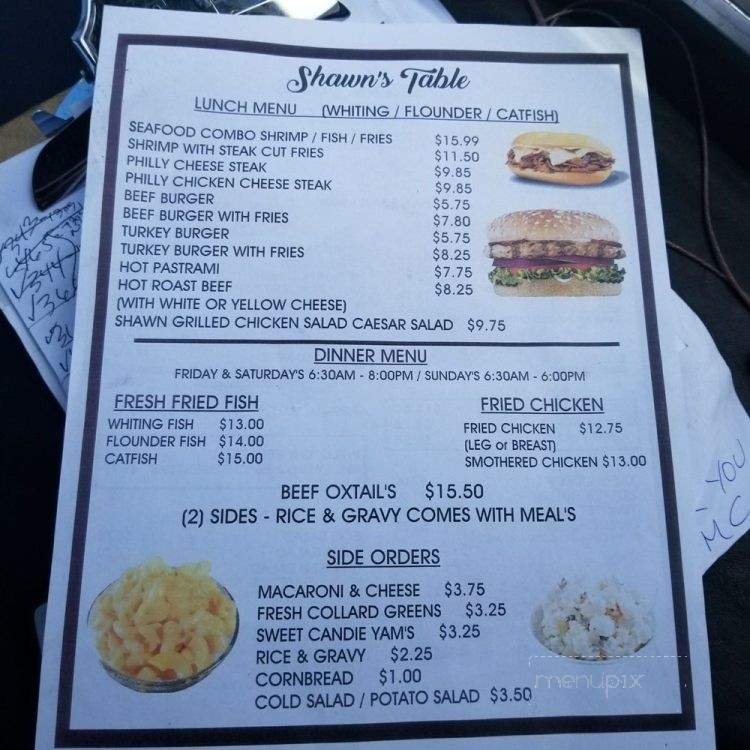 Shawn's Table
LUNCH MENU (WHITING / FLOUNDER / CATFISH)
SEAFOOD COMBO SHRIMP / FISH / FRIES $15.99
SHRIMP WITH STEAK CUT FRIES $11.50
PHILLY CHEESE STEAK $9.85
PHILLY CHICKEN CHEESE STEAK $9.85
BEEF BURGER $5.75
BEEF BURGER WITH FRIES $7.80
TURKEY BURGER $5.75
TURKEY BURGER WITH FRIES $8.25
HOT PASTRAMI $7.75
HOT ROAST BEEF $8.25
(WITH WHITE OR YELLOW CHEESE)
SHAWN GRILLED CHICKEN SALAD CAESAR SALAD $9.75
DINNER MENU
FRIDAY & SATURDAY'S 6:30AM - 8:00PM / SUNDAY'S 6:30AM - 6:00PM
FRESH FRIED FISH
WHITING FISH $13.00
FLOUNDER FISH $14.00
CATFISH $15.00
FRIED CHICKEN
FRIED CHICKEN $12.75
(LEG or BREAST)
SMOTHERED CHICKEN $13.00
BEEF OXTAIL'S $15.50
(2) SIDES - RICE & GRAVY COMES WITH MEAL'S
SIDE ORDERS
MACARONI & CHEESE $3.75
FRESH COLLARD GREENS $3.25
SWEET CANDIE YAM'S $3.25
RICE & GRAVY $2.25
CORNBREAD $1.00
COLD SALAD / POTATO SALAD $3.50
menupix
YOU
MC